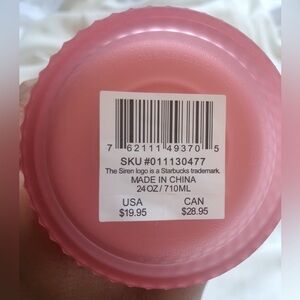 7 62111 49370 5
SKU #011130477
The Siren logo is a Starbucks trademark.
MADE IN CHINA
24OZ / 710ML
USA CAN
$19.95 $28.95